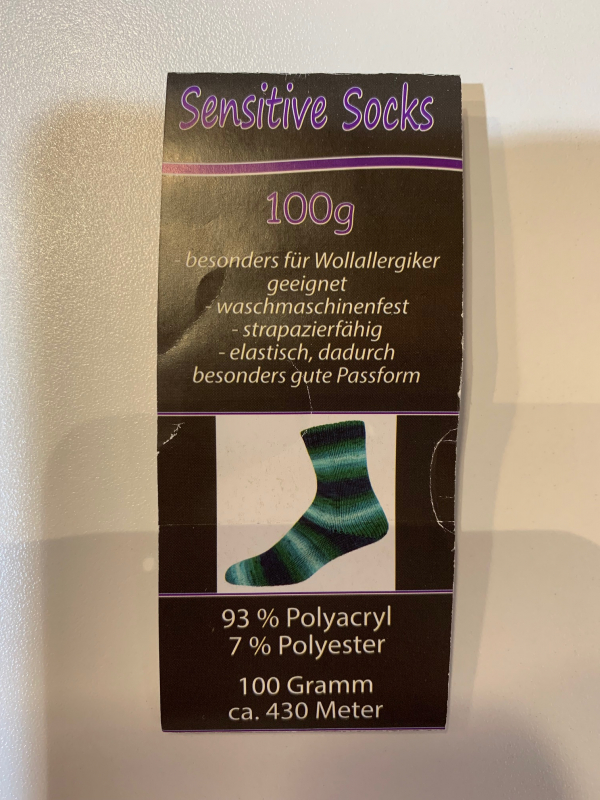 Sensitive Socks
100g
- besonders für Wollallergiker
geeignet
- waschmaschinenfest
- strapazierfähig
- elastisch, dadurch
besonders gute Passform
93 % Polyacryl
7 % Polyester
100 Gramm
ca. 430 Meter